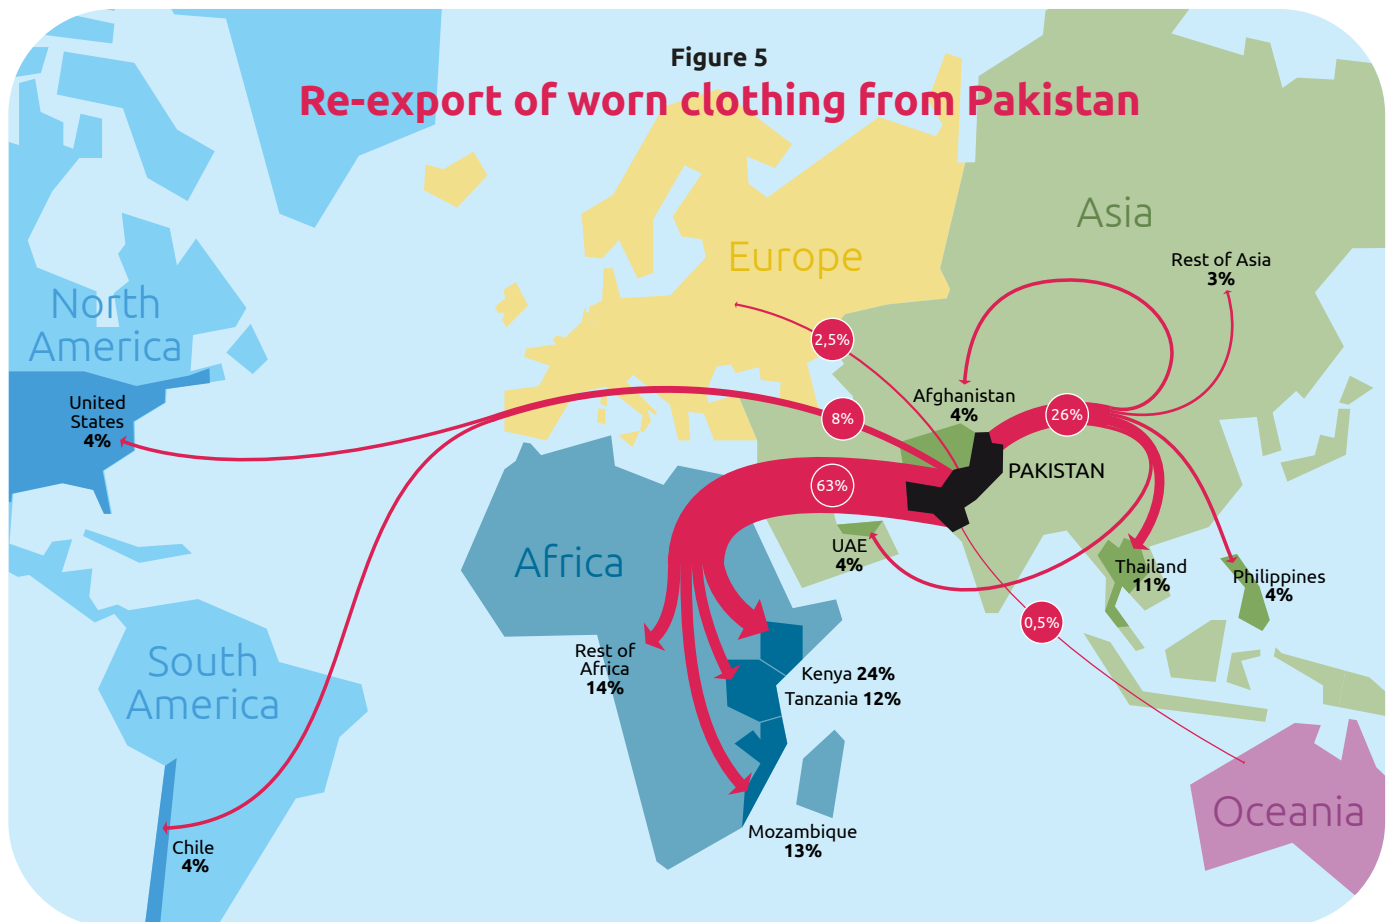 Figure 5
Re-export of worn clothing from Pakistan
Asia
Europe
Rest of Asia
3%
North
America
2,5%
Afghanistan
4%
United
States
4%
8%
26%
PAKISTAN
63%
Africa
UAE
4%
Thailand
11%
Philippines
4%
0,5%
South
America
Rest of
Africa
14%
Kenya 24%
Tanzania 12%
Oceania
Mozambique
13%
Chile
4%